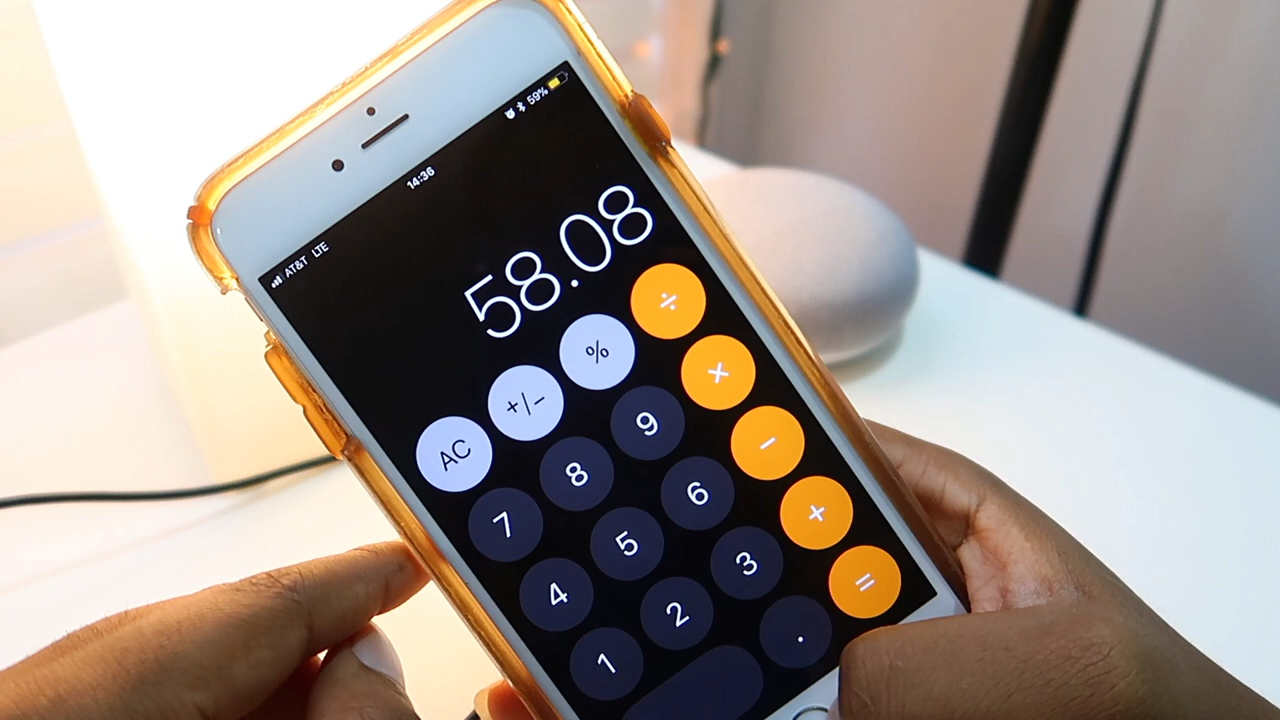 AT&T LTE 14:36 59%
58.08
AC +/− % ÷
7 8 9 ×
4 5 6 −
1 2 3 +
. =